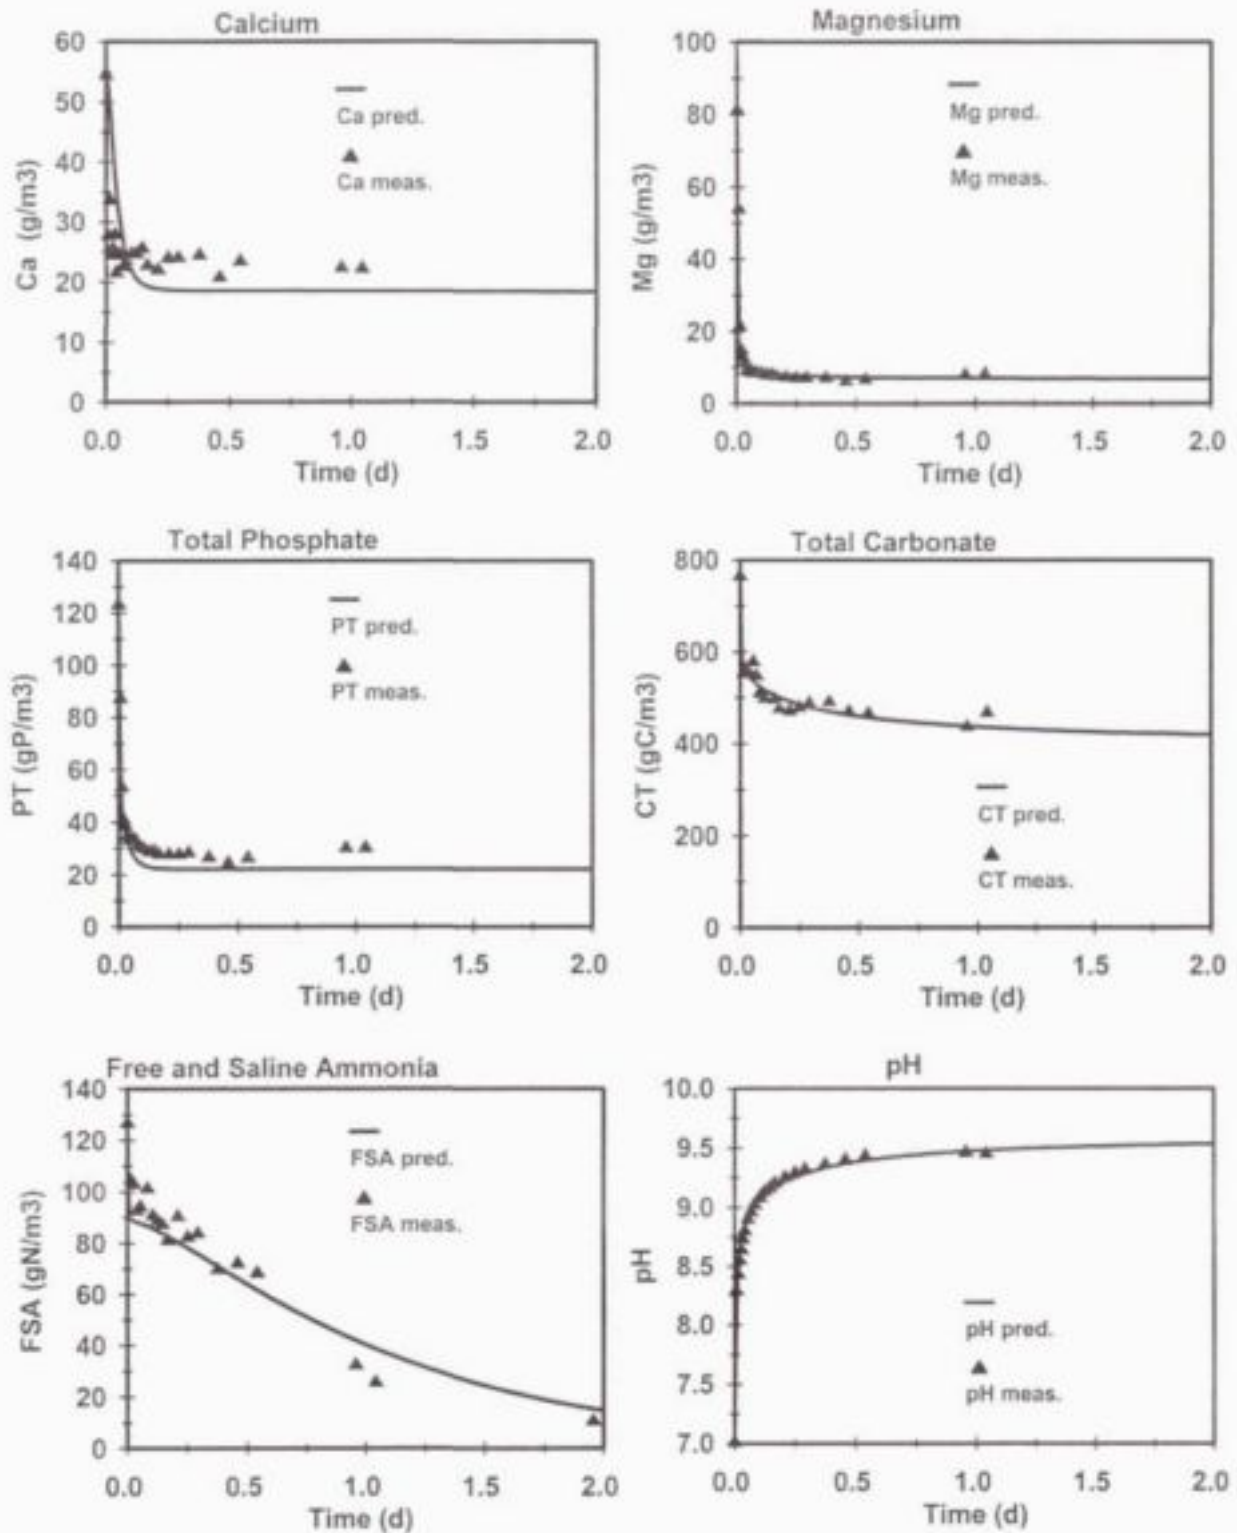 Calcium
60
50
40
30
20
10
0
Ca (g/m3)
Ca pred.
Ca meas.
0.0 0.5 1.0 1.5 2.0
Time (d)
Magnesium
100
80
60
40
20
0
Mg (g/m3)
Mg pred.
Mg meas.
0.0 0.5 1.0 1.5 2.0
Time (d)
Total Phosphate
140
120
100
80
60
40
20
0
PT (gP/m3)
PT pred.
PT meas.
0.0 0.5 1.0 1.5 2.0
Time (d)
Total Carbonate
800
600
400
200
0
CT (gC/m3)
CT pred.
CT meas.
0.0 0.5 1.0 1.5 2.0
Time (d)
Free and Saline Ammonia
140
120
100
80
60
40
20
0
FSA (gN/m3)
FSA pred.
FSA meas.
0.0 0.5 1.0 1.5 2.0
Time (d)
pH
10.0
9.5
9.0
8.5
8.0
7.5
7.0
pH
pH pred.
pH meas.
0.0 0.5 1.0 1.5 2.0
Time (d)